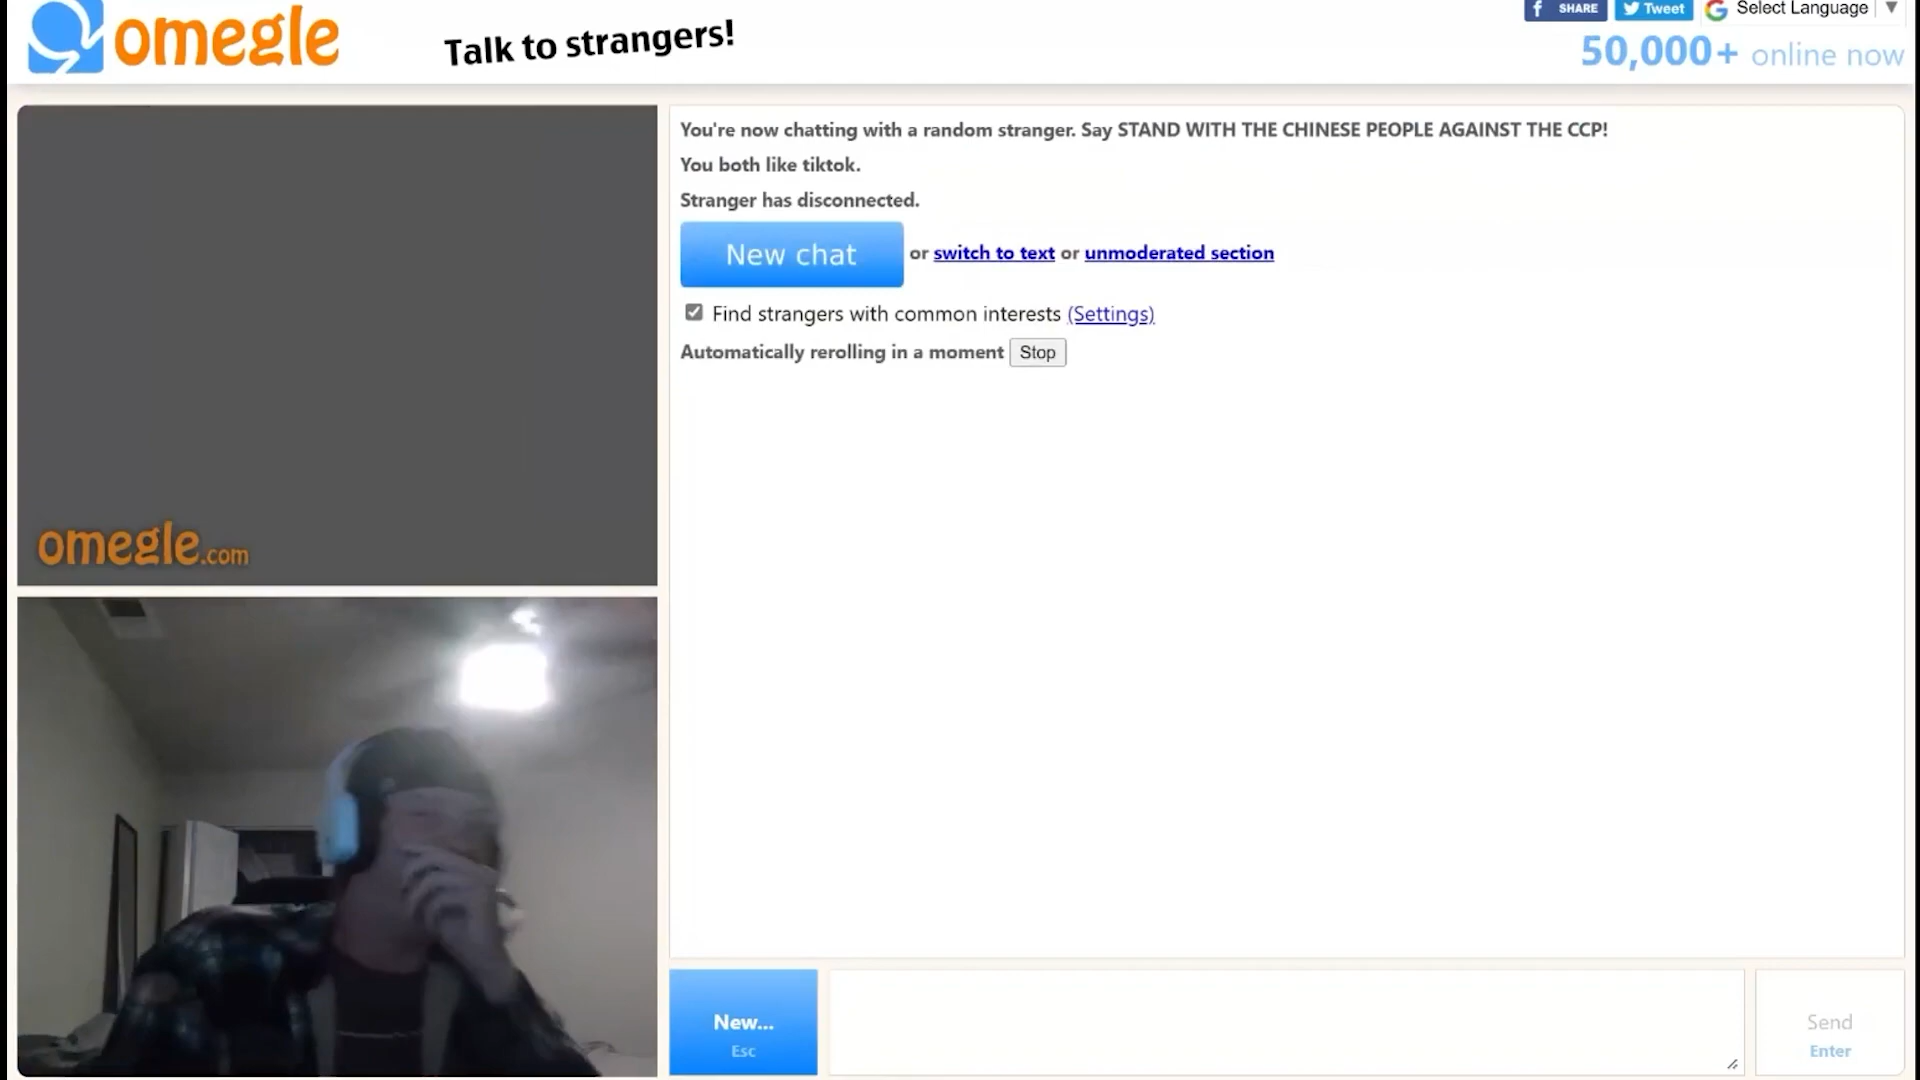 omegle
Talk to strangers!
f SHARE
Tweet
G Select Language ▼
50,000+ online now
You're now chatting with a random stranger. Say STAND WITH THE CHINESE PEOPLE AGAINST THE CCP!
You both like tiktok.
Stranger has disconnected.
New chat or switch to text or unmoderated section
Find strangers with common interests (Settings)
Automatically rerolling in a moment Stop
omegle.com
New...
Esc
Send
Enter